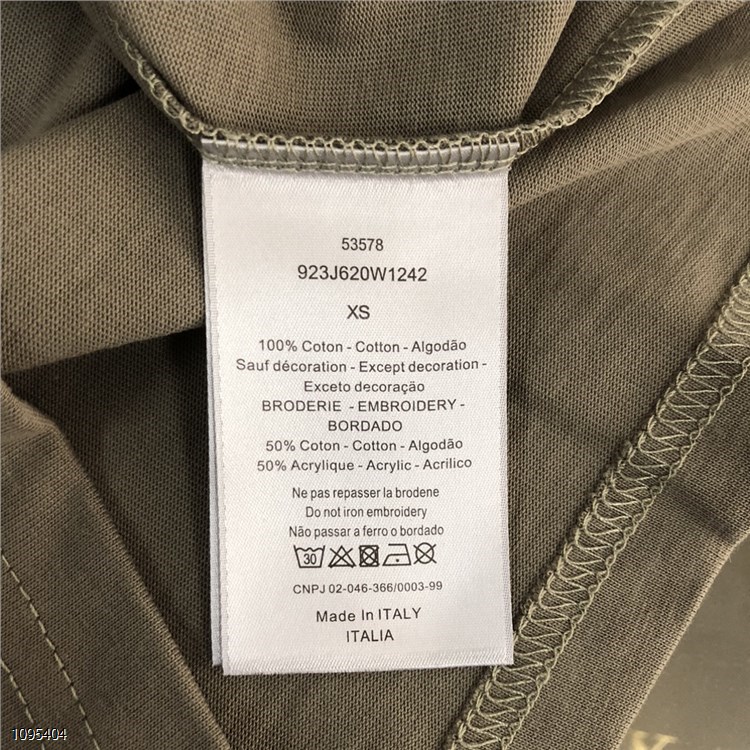 53578
923J620W1242
XS
100% Coton - Cotton - Algodão
Sauf décoration - Except decoration -
Exceto decoração
BRODERIE - EMBROIDERY -
BORDADO
50% Coton - Cotton - Algodão
50% Acrylique - Acrylic - Acrílico
Ne pas repasser la brodene
Do not iron embroidery
Não passar a ferro o bordado
30
CNPJ 02-046-366/0003-99
Made In ITALY
ITALIA
1095404